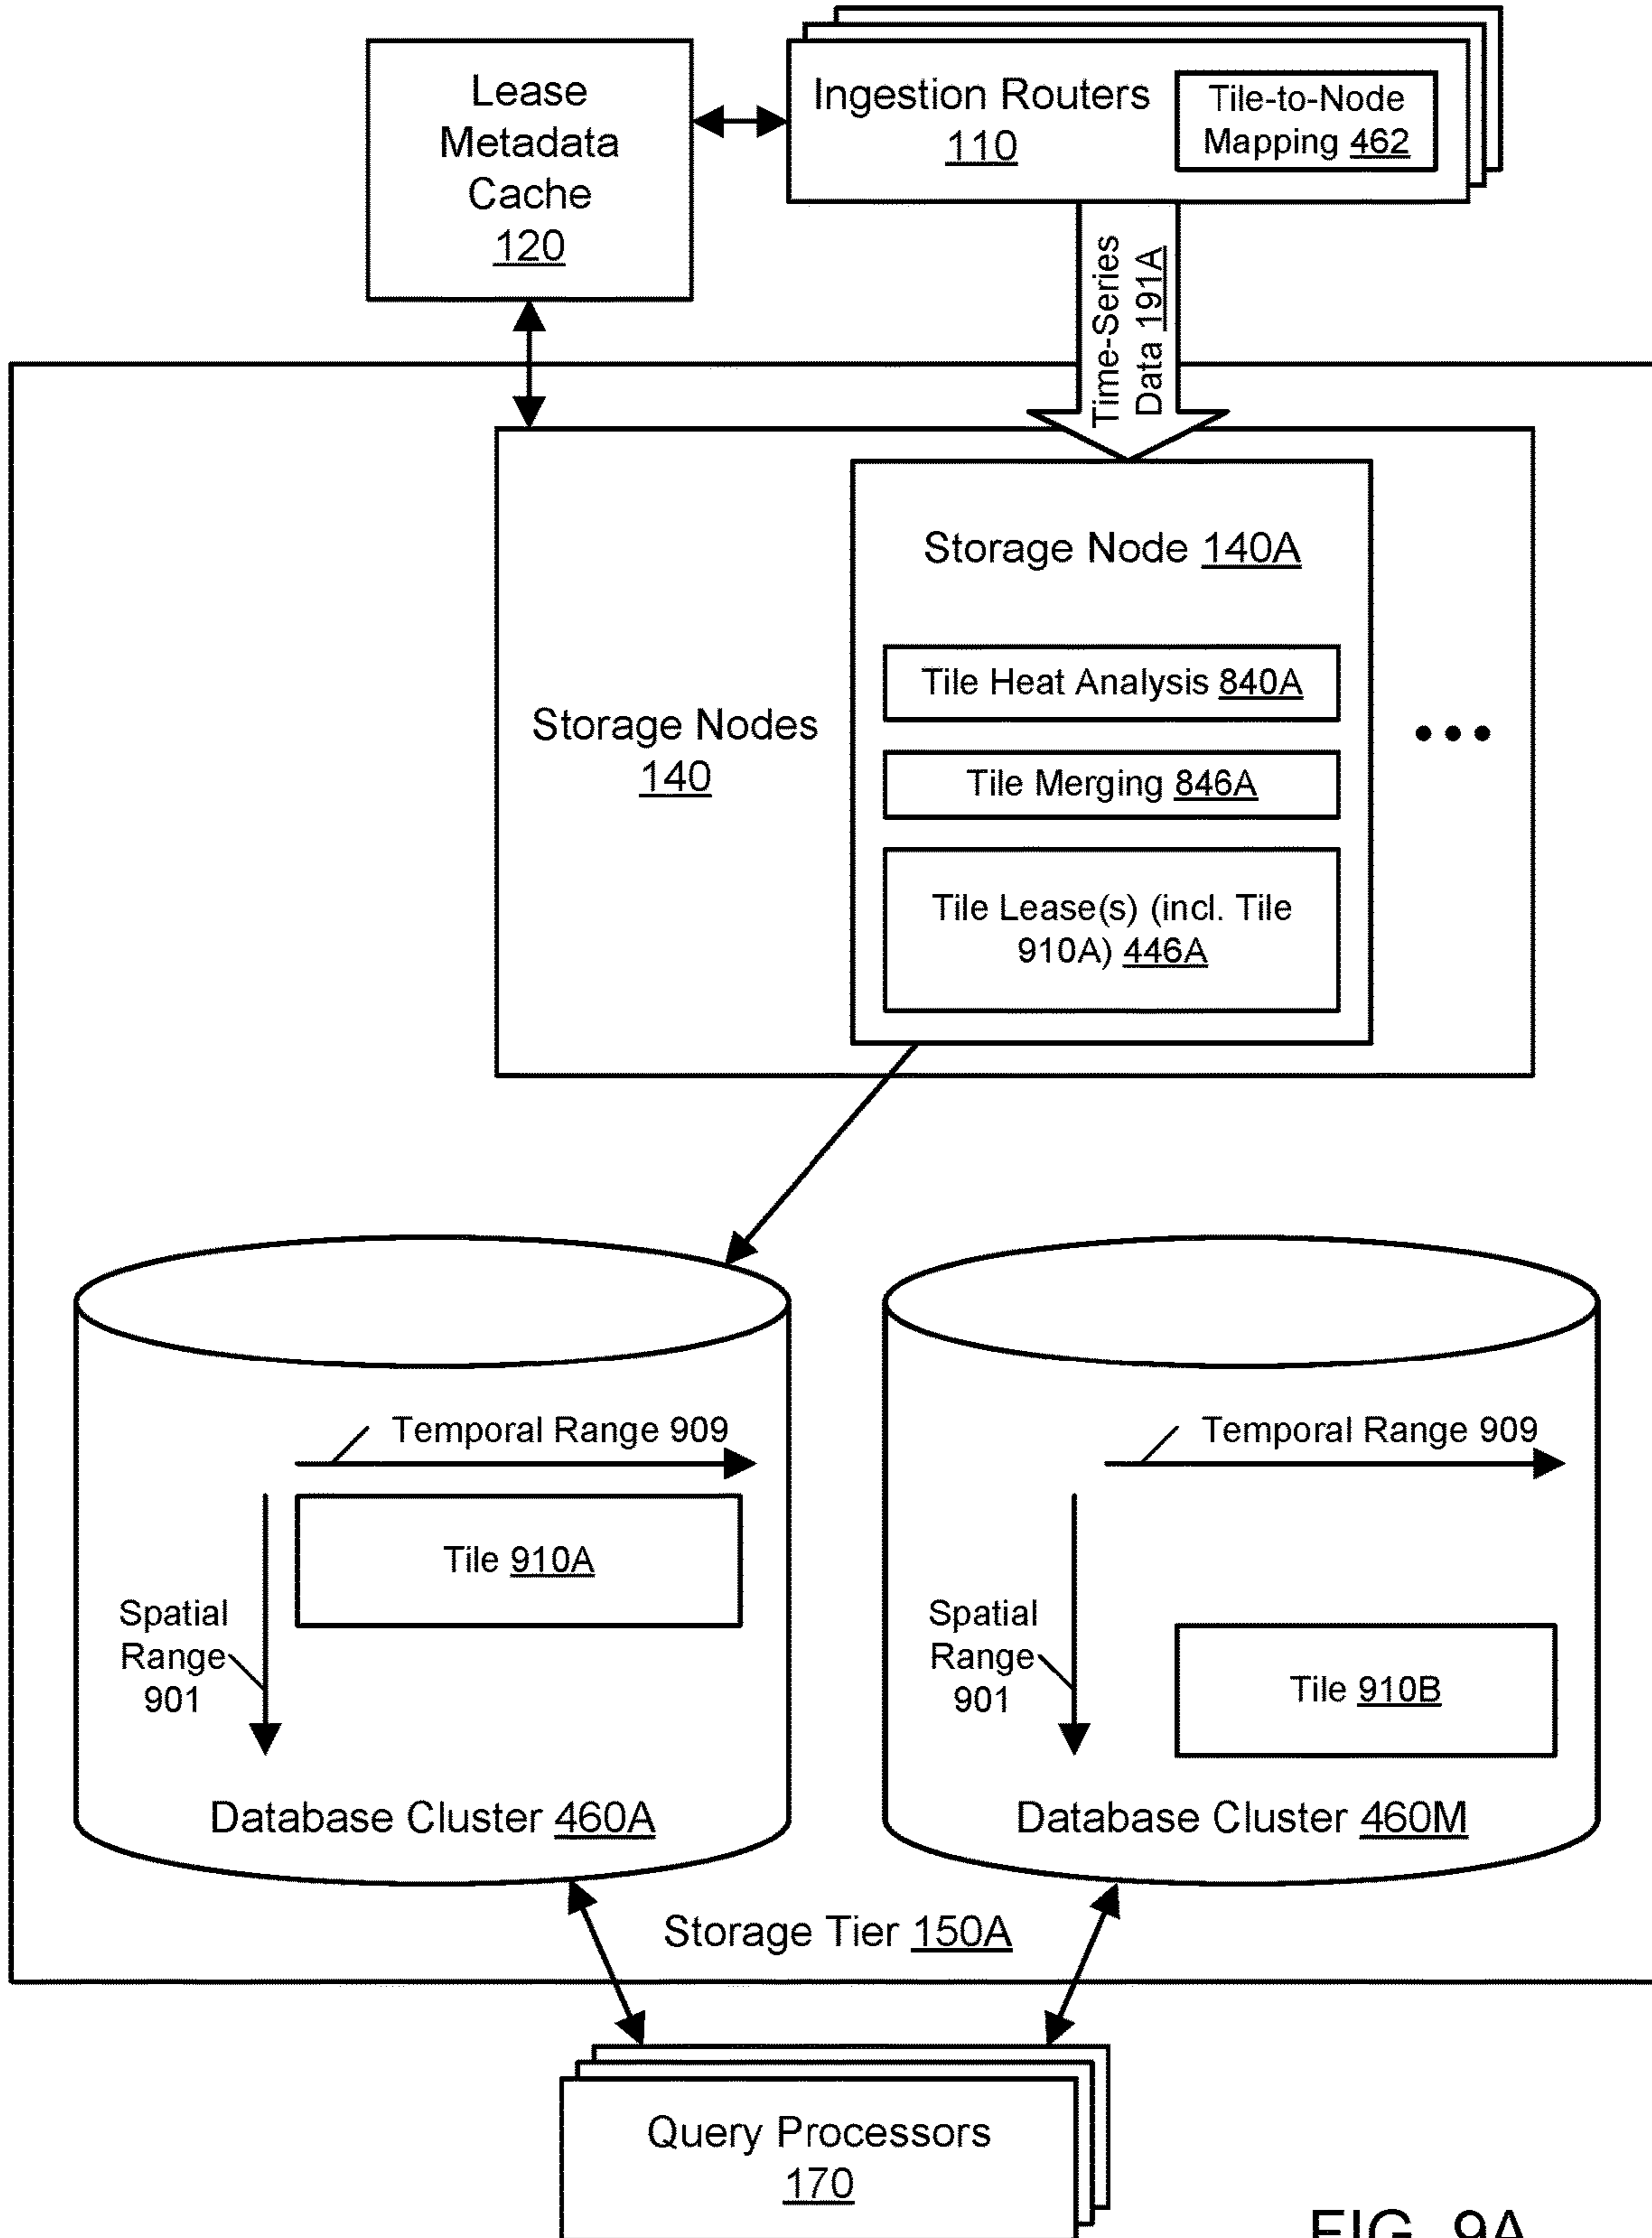 Lease
Metadata
Cache
120
Ingestion Routers
110
Tile-to-Node
Mapping 462
Time-Series
Data 191A
Storage Nodes
140
Storage Node 140A
Tile Heat Analysis 840A
Tile Merging 846A
Tile Lease(s) (incl. Tile
910A) 446A
Temporal Range 909
Tile 910A
Spatial
Range
901
Database Cluster 460A
Temporal Range 909
Spatial
Range
901
Tile 910B
Database Cluster 460M
Storage Tier 150A
Query Processors
170
FIG. 9A